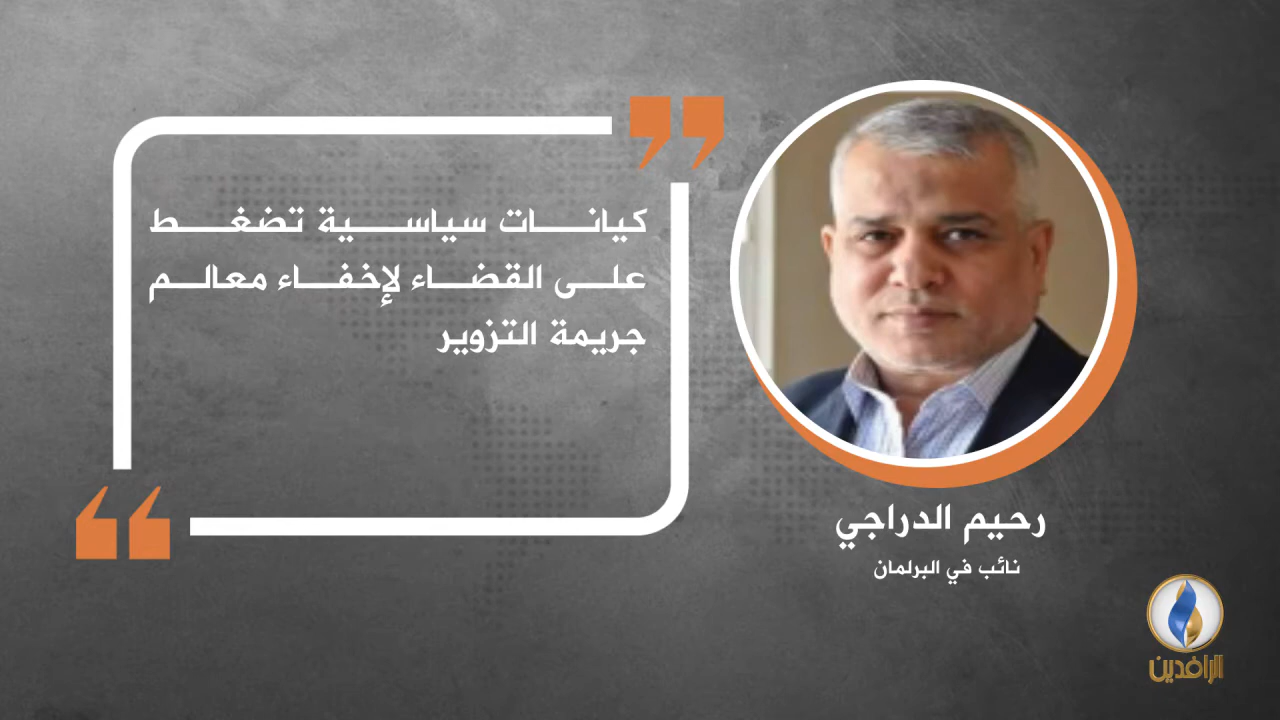 كيانات سياسية تضغط
على القضاء لإخفاء معالم
جريمة التزوير
رحيم الدراجي
نائب في البرلمان
الرافدين